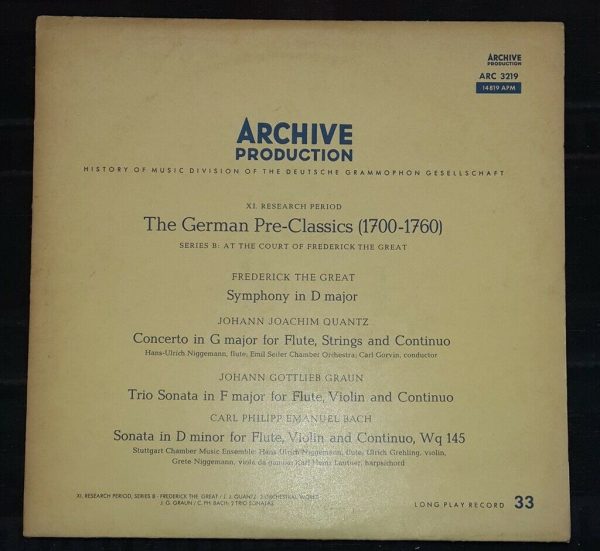 ARCHIVE
PRODUCTION
ARC 3219
14819 APM
ARCHIVE
PRODUCTION
HISTORY OF MUSIC DIVISION OF THE DEUTSCHE GRAMMOPHON GESELLSCHAFT
XI. RESEARCH PERIOD
The German Pre-Classics (1700-1760)
SERIES B: AT THE COURT OF FREDERICK THE GREAT
FREDERICK THE GREAT
Symphony in D major
JOHANN JOACHIM QUANTZ
Concerto in G major for Flute, Strings and Continuo
Hans-Ulrich Niggemann, flute; Emil Seiler Chamber Orchestra; Carl Gorvin, conductor
JOHANN GOTTLIEB GRAUN
Trio Sonata in F major for Flute, Violin and Continuo
CARL PHILIPP EMANUEL BACH
Sonata in D minor for Flute, Violin and Continuo, Wq 145
Stuttgart Chamber Music Ensemble: Hans-Ulrich Niggemann, flute, Ulrich Grehling, violin,
Grete Niggemann, viola da gamba, Karl Heinz Lautner, harpsichord
XI. RESEARCH PERIOD, SERIES B · FREDERICK THE GREAT / J. J. QUANTZ: 2 ORCHESTRAL WORKS
J. G. GRAUN / C. PH. BACH: 2 TRIO SONATAS
LONG PLAY RECORD 33